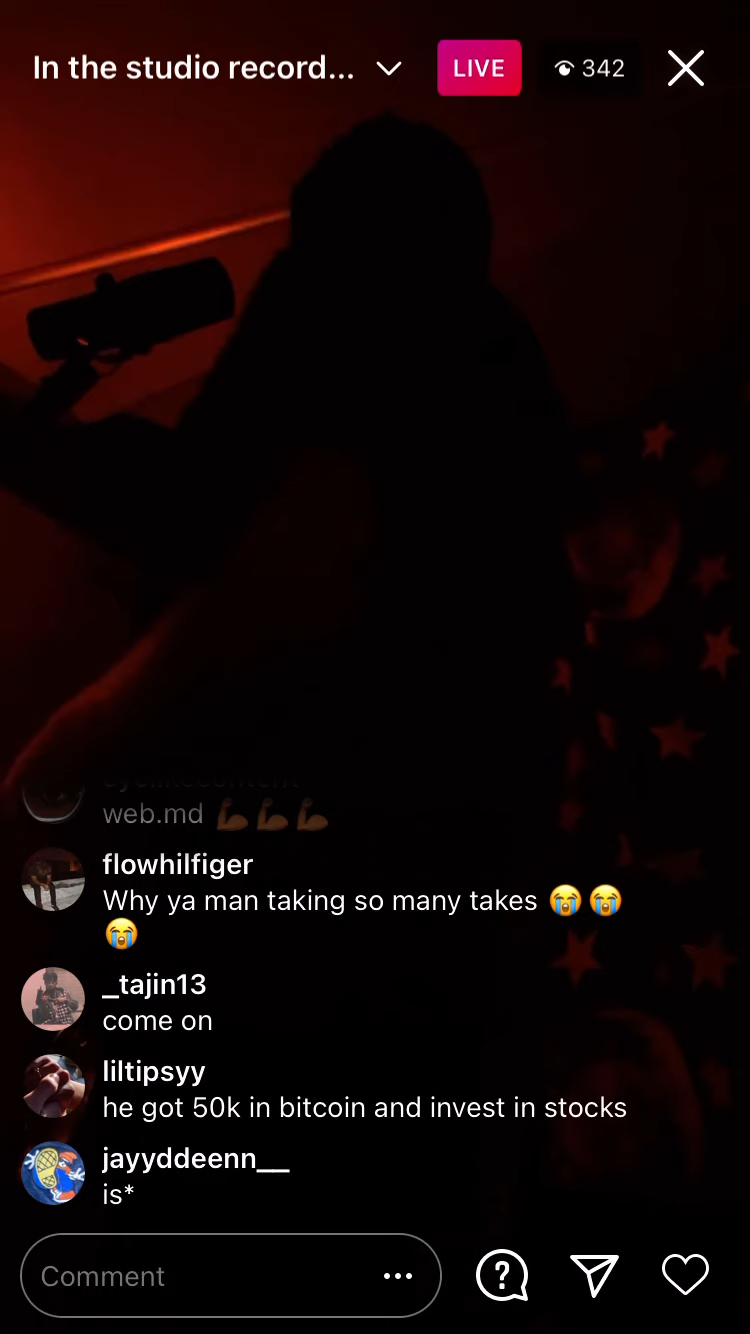 In the studio record...
LIVE
342
web.md 💪🏾💪🏾💪🏾
flowhilfiger
Why ya man taking so many takes 😭😭
😭
_tajin13
come on
liltipsyy
he got 50k in bitcoin and invest in stocks
jayyddeenn__
is*
Comment